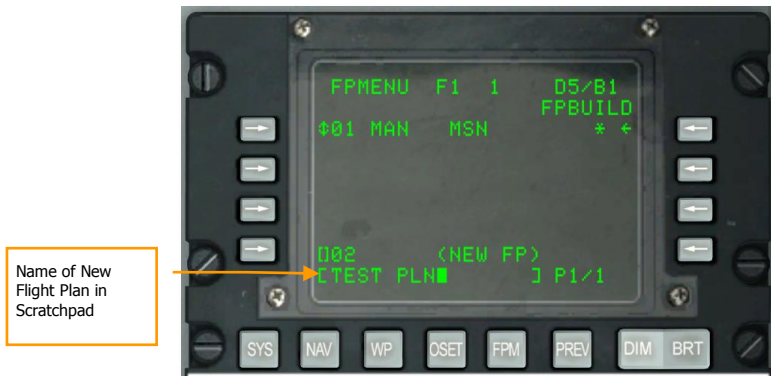 FPMENU F1 1 D5/B1
FPBUILD
↕01 MAN MSN * ←
[]02 (NEW FP)
[TEST PLN█ ] P1/1
Name of New
Flight Plan in
Scratchpad
SYS NAV WP OSET FPM PREV DIM BRT